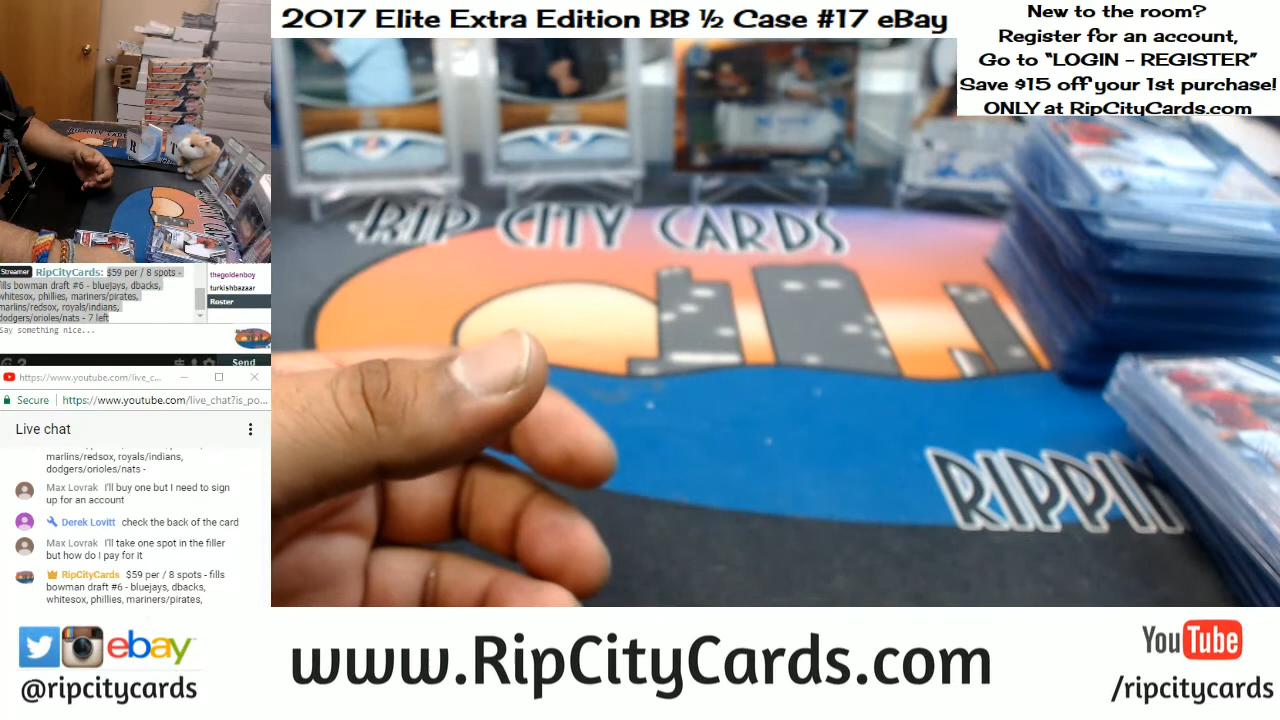 2017 Elite Extra Edition BB ½ Case #17 eBay
New to the room?
Register for an account,
Go to "LOGIN - REGISTER"
Save $15 off your 1st purchase!
ONLY at RipCityCards.com
RIP CITY CARDS
RIPPIN
RIP CITY
Streamer RipCityCards: $59 per / 8 spots -
fills bowman draft #6 - bluejays, dbacks,
whitesox, phillies, mariners/pirates,
marlins/redsox, royals/indians,
dodgers/orioles/nats - 7 left
thegoldenboy
turkishbazaar
Roster
Say something nice...
Send
https://www.youtube.com/live_c...
Secure https://www.youtube.com/live_chat?is_po...
Live chat
marlins/redsox, royals/indians,
dodgers/orioles/nats -
Max Lovrak I'll buy one but I need to sign
up for an account
Derek Lovitt check the back of the card
Max Lovrak I'll take one spot in the filler
but how do I pay for it
RipCityCards $59 per / 8 spots - fills
bowman draft #6 - bluejays, dbacks,
whitesox, phillies, mariners/pirates,
ebay
@ripcitycards
www.RipCityCards.com
YouTube
/ripcitycards